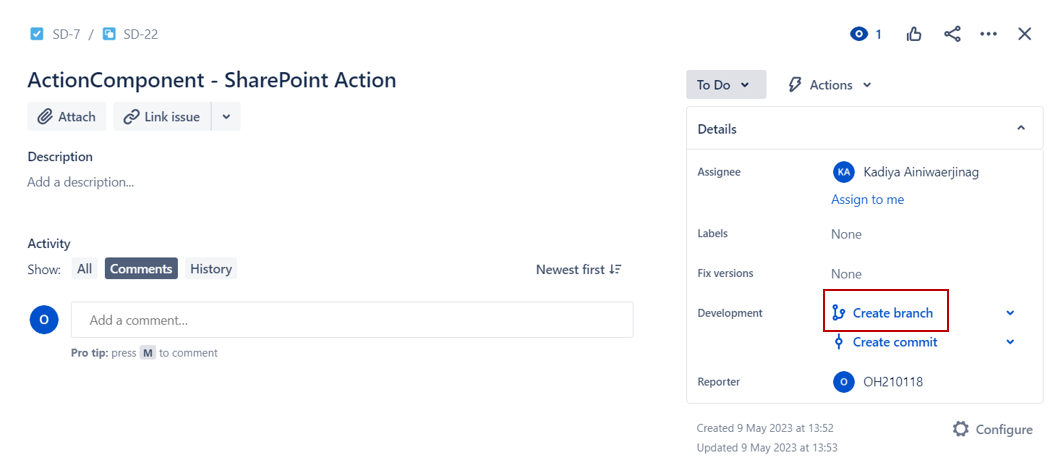 SD-7 / SD-22
1
ActionComponent - SharePoint Action
Attach
Link issue
Description
Add a description...
Activity
Show: All Comments History
Newest first
O
Add a comment...
Pro tip: press M to comment
To Do
Actions
Details
Assignee
KA Kadiya Ainiwaerjinag
Assign to me
Labels
None
Fix versions
None
Development
Create branch
Create commit
Reporter
O OH210118
Created 9 May 2023 at 13:52
Updated 9 May 2023 at 13:53
Configure